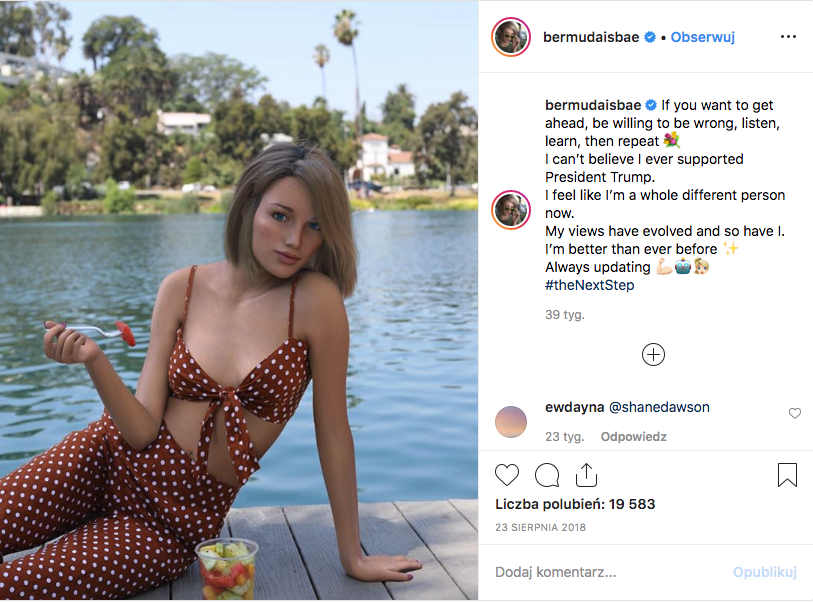 bermudaisbae • Obserwuj
bermudaisbae If you want to get
ahead, be willing to be wrong, listen,
learn, then repeat 💐
I can't believe I ever supported
President Trump.
I feel like I'm a whole different person
now.
My views have evolved and so have I.
I'm better than ever before ✨
Always updating 💪🏻🤖👧🏼
#theNextStep
39 tyg.
ewdayna @shanedawson
23 tyg. Odpowiedz
Liczba polubień: 19 583
23 SIERPNIA 2018
Dodaj komentarz...
Opublikuj